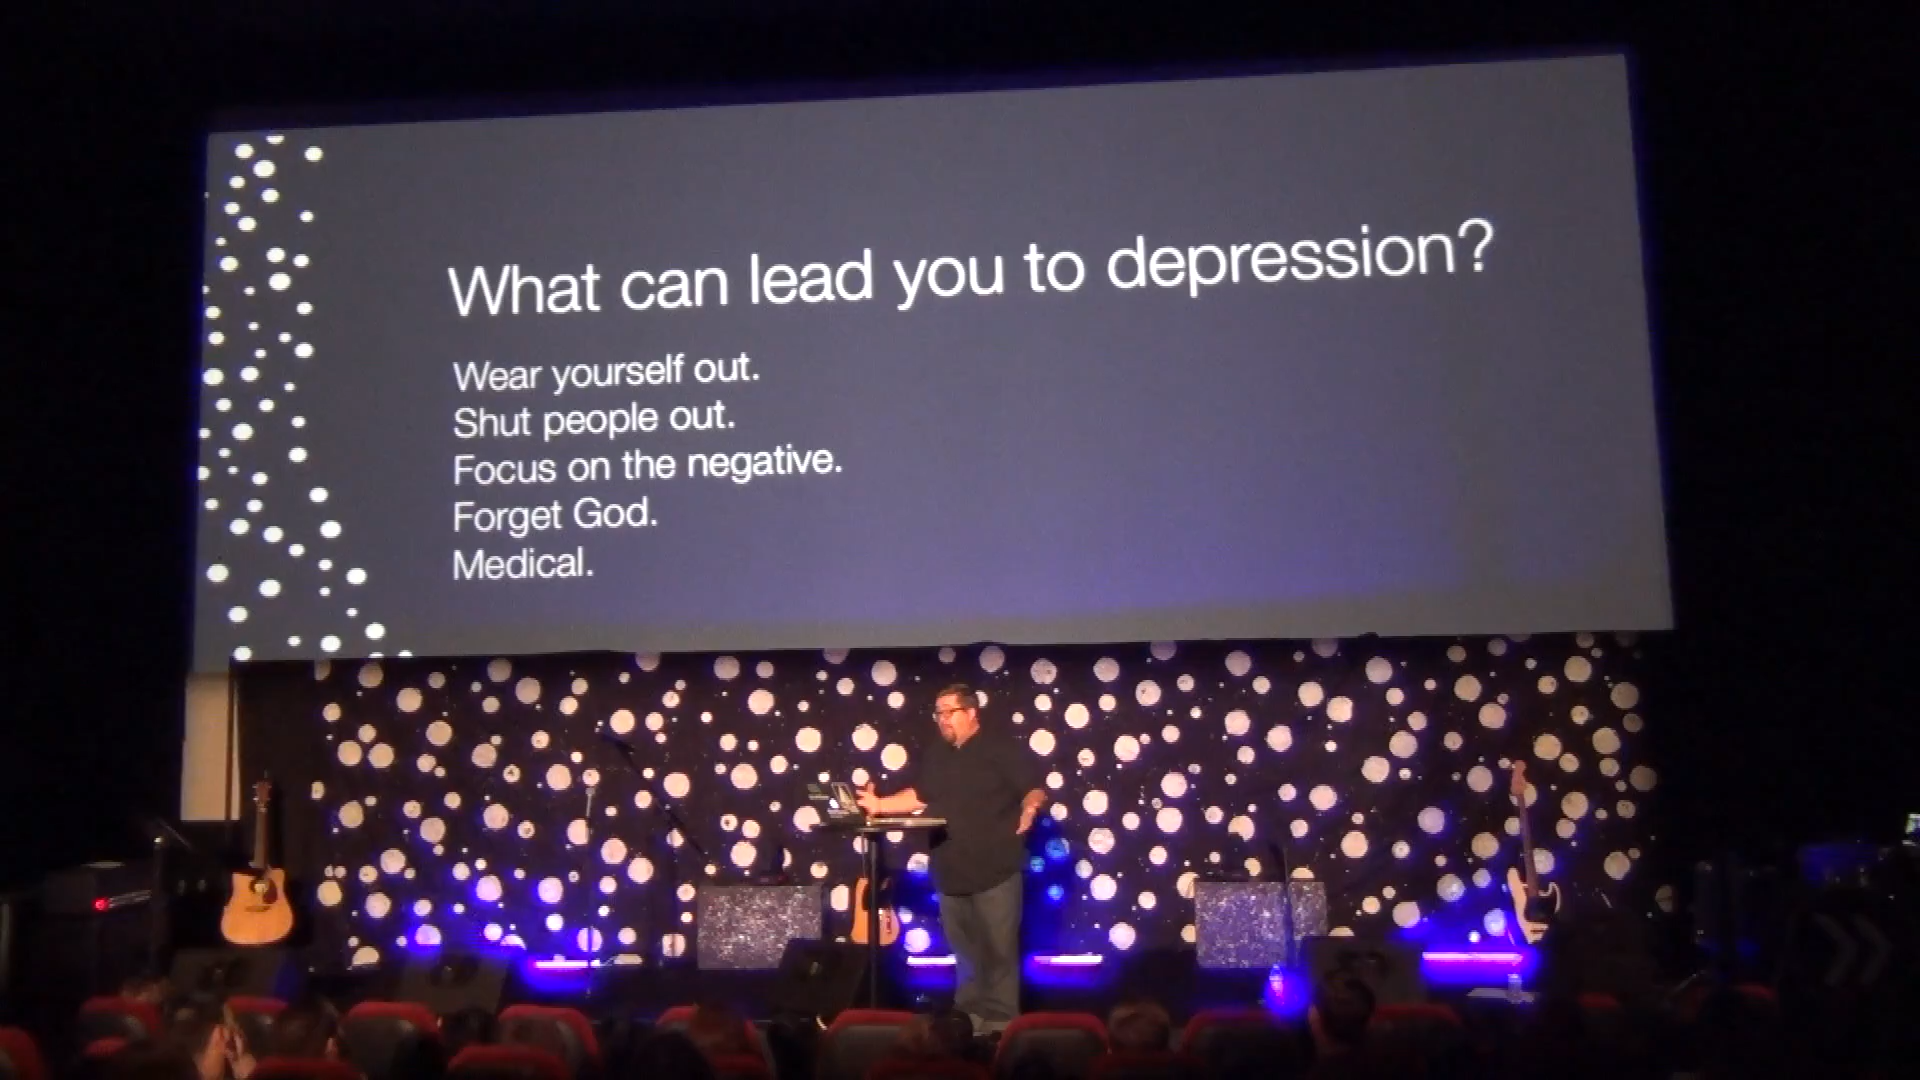 What can lead you to depression?
Wear yourself out.
Shut people out.
Focus on the negative.
Forget God.
Medical.